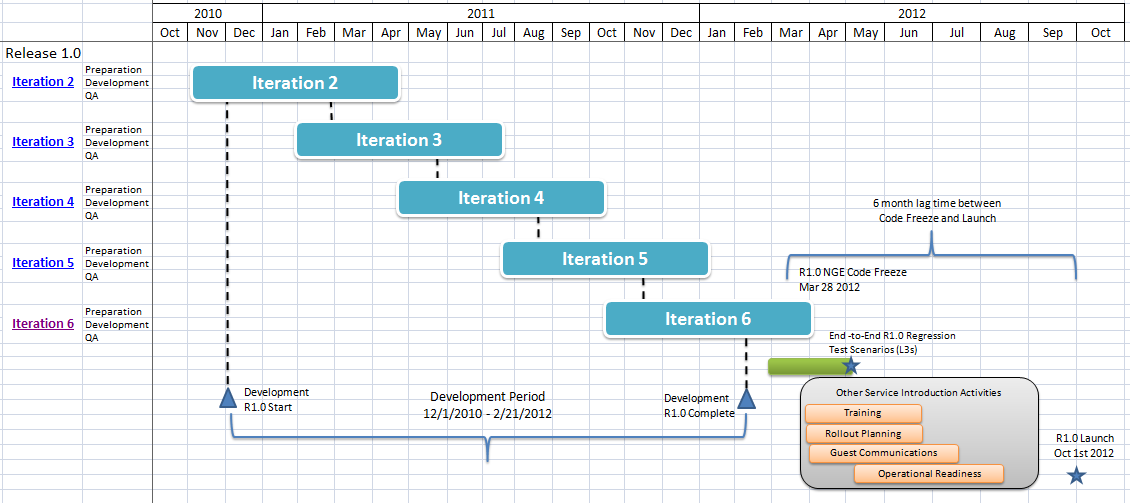 2010 2011 2012
Oct Nov Dec Jan Feb Mar Apr May Jun Jul Aug Sep Oct Nov Dec Jan Feb Mar Apr May Jun Jul Aug Sep Oct
Release 1.0
Iteration 2
Preparation
Development
QA
Iteration 2
Iteration 3
Preparation
Development
QA
Iteration 3
Iteration 4
Preparation
Development
QA
Iteration 4
6 month lag time between
Code Freeze and Launch
Iteration 5
Preparation
Development
QA
Iteration 5
R1.0 NGE Code Freeze
Mar 28 2012
Iteration 6
Preparation
Development
QA
Iteration 6
End -to-End R1.0 Regression
Test Scenarios (L3s)
Development
R1.0 Start
Development Period
12/1/2010 - 2/21/2012
Development
R1.0 Complete
Other Service Introduction Activities
Training
Rollout Planning
Guest Communications
Operational Readiness
R1.0 Launch
Oct 1st 2012